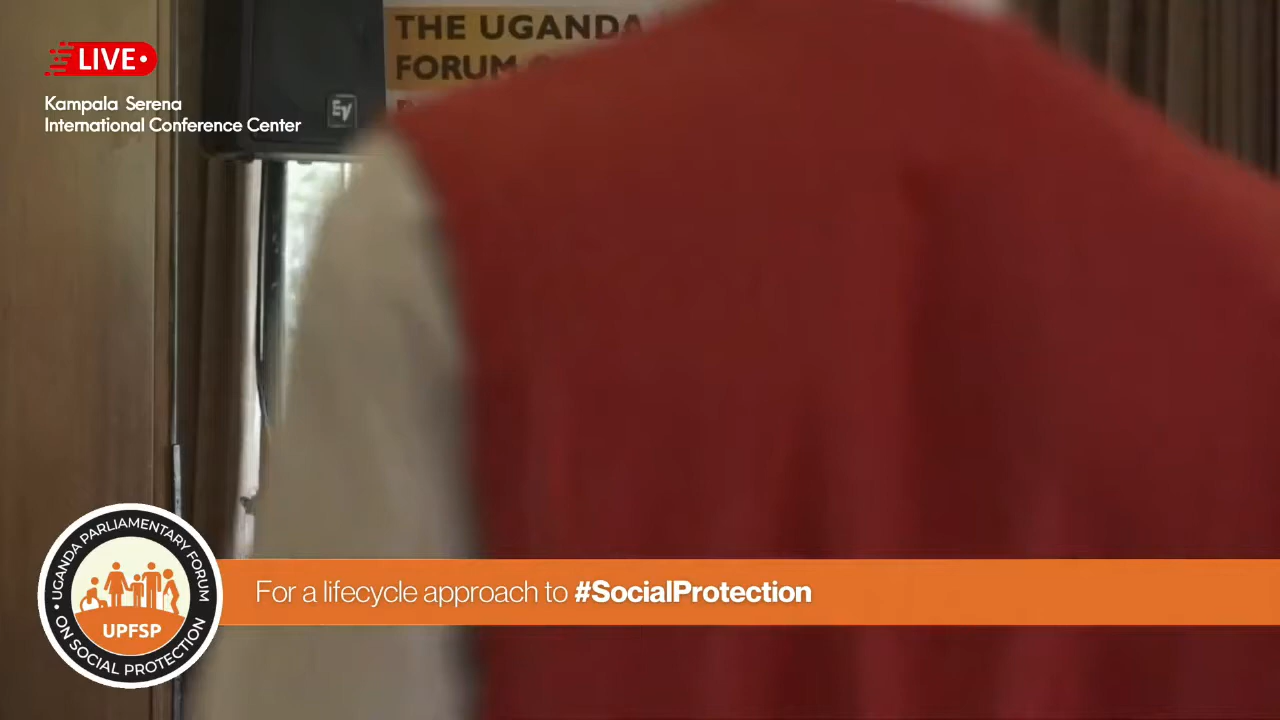 THE UGANDA
FORUM
LIVE
Kampala Serena
International Conference Center
EV
UGANDA PARLIAMENTARY FORUM
ON SOCIAL PROTECTION
UPFSP
For a lifecycle approach to #SocialProtection